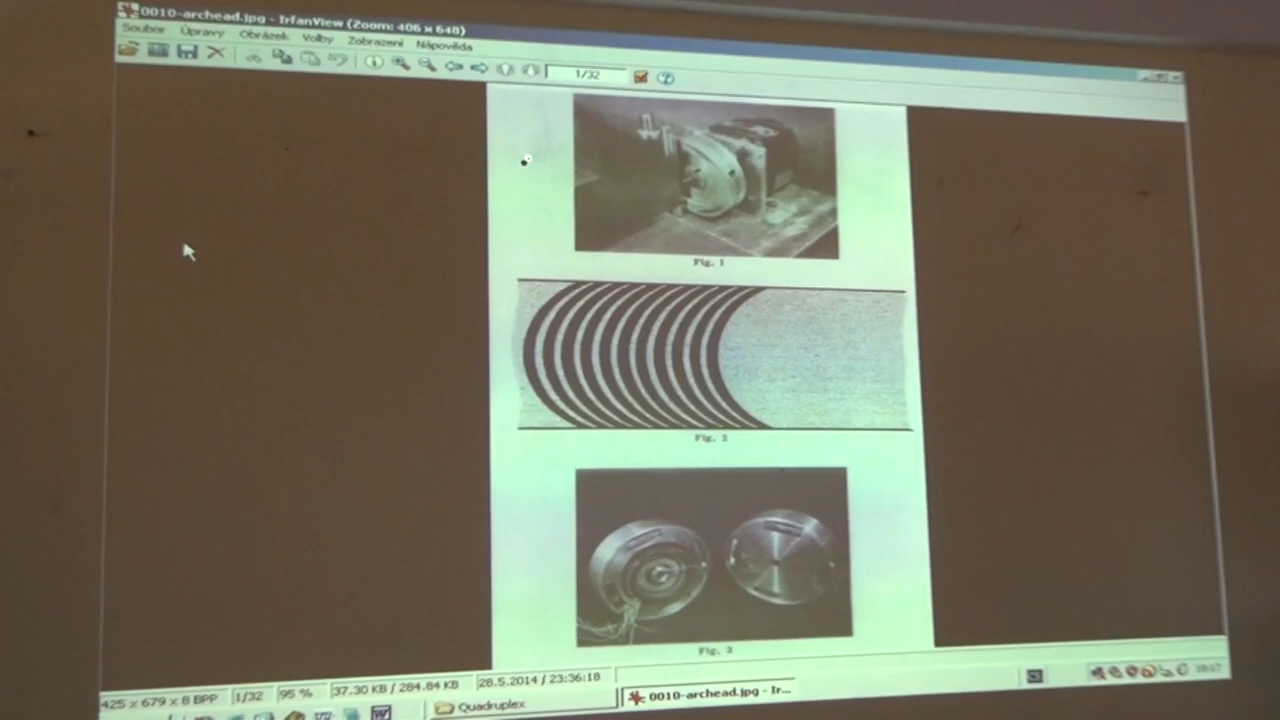 0010-archead.jpg - IrfanView (Zoom: 406 x 648)
Soubor Úpravy Obrázek Volby Zobrazení Nápověda
1/32
Fig. 1
Fig. 2
Fig. 3
425 x 679 x 8 BPP 1/32 95 % 37.30 KB / 284.84 KB 28.5.2014 / 23:36:18
Quadruplex 0010-archead.jpg - Ir...